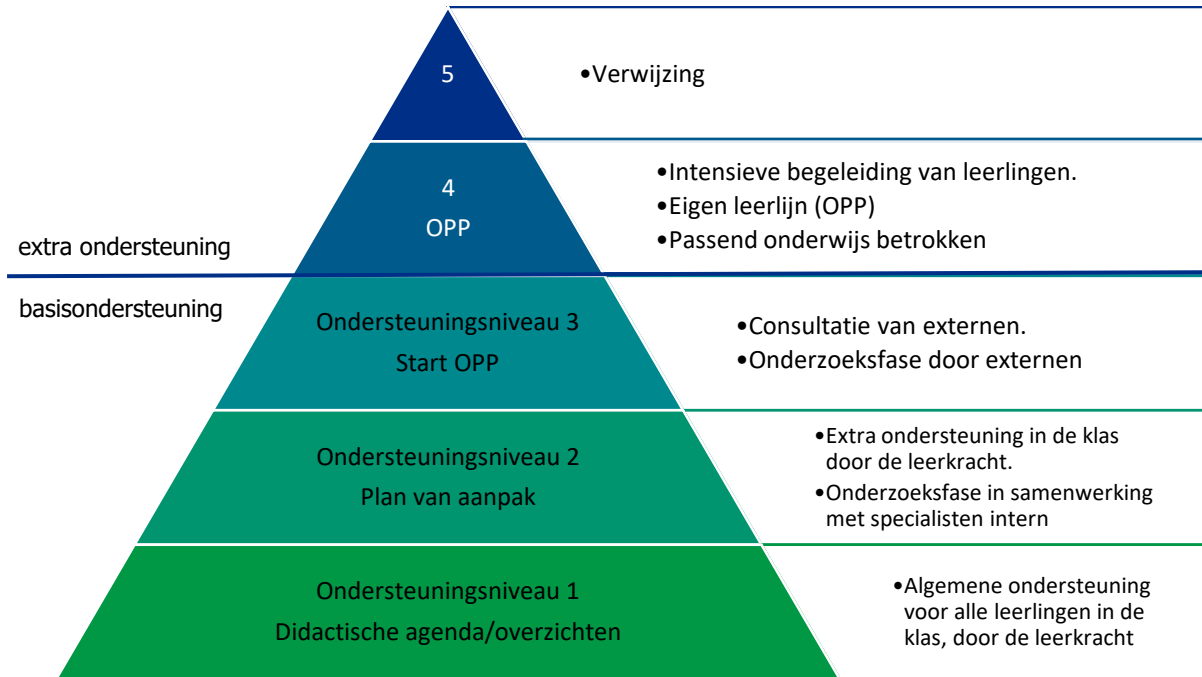 5
•Verwijzing
4
OPP
•Intensieve begeleiding van leerlingen.
•Eigen leerlijn (OPP)
•Passend onderwijs betrokken
extra ondersteuning
basisondersteuning
Ondersteuningsniveau 3
Start OPP
•Consultatie van externen.
•Onderzoeksfase door externen
Ondersteuningsniveau 2
Plan van aanpak
•Extra ondersteuning in de klas
door de leerkracht.
•Onderzoeksfase in samenwerking
met specialisten intern
Ondersteuningsniveau 1
Didactische agenda/overzichten
•Algemene ondersteuning
voor alle leerlingen in de
klas, door de leerkracht